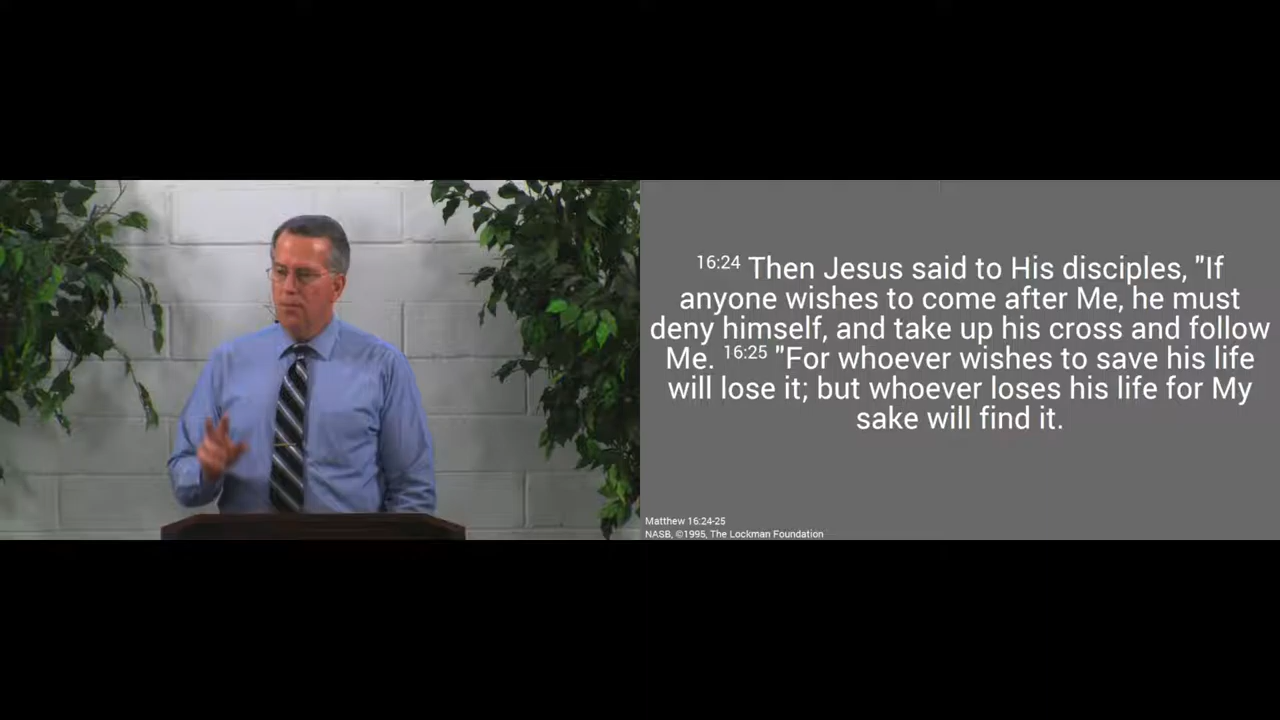 16:24 Then Jesus said to His disciples, "If
anyone wishes to come after Me, he must
deny himself, and take up his cross and follow
Me. 16:25 "For whoever wishes to save his life
will lose it; but whoever loses his life for My
sake will find it.
Matthew 16:24-25
NASB, ©1995, The Lockman Foundation